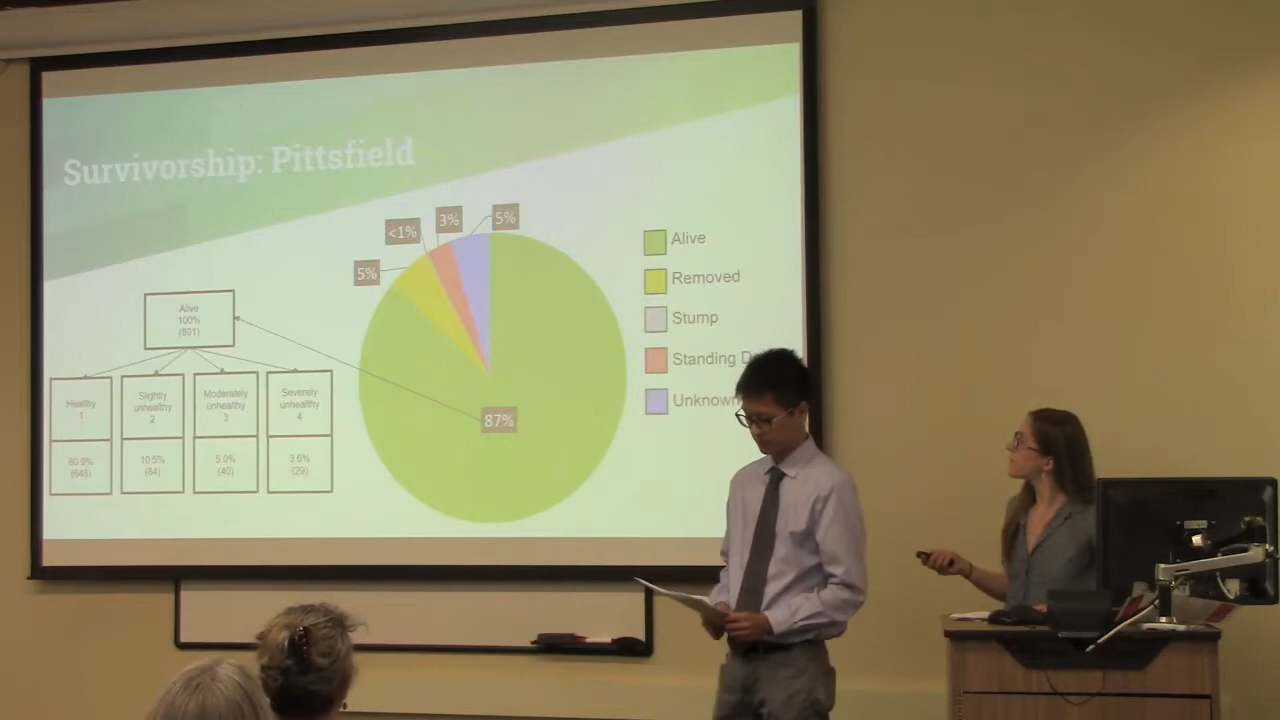 Survivorship: Pittsfield
<1%
3%
5%
5%
87%
Alive
Removed
Stump
Standing
Unknown
Alive
100%
(801)
Healthy
1
Slightly
unhealthy
2
Moderately
unhealthy
3
Severely
unhealthy
4
80.9%
(648)
10.5%
(84)
5.0%
(40)
3.6%
(29)